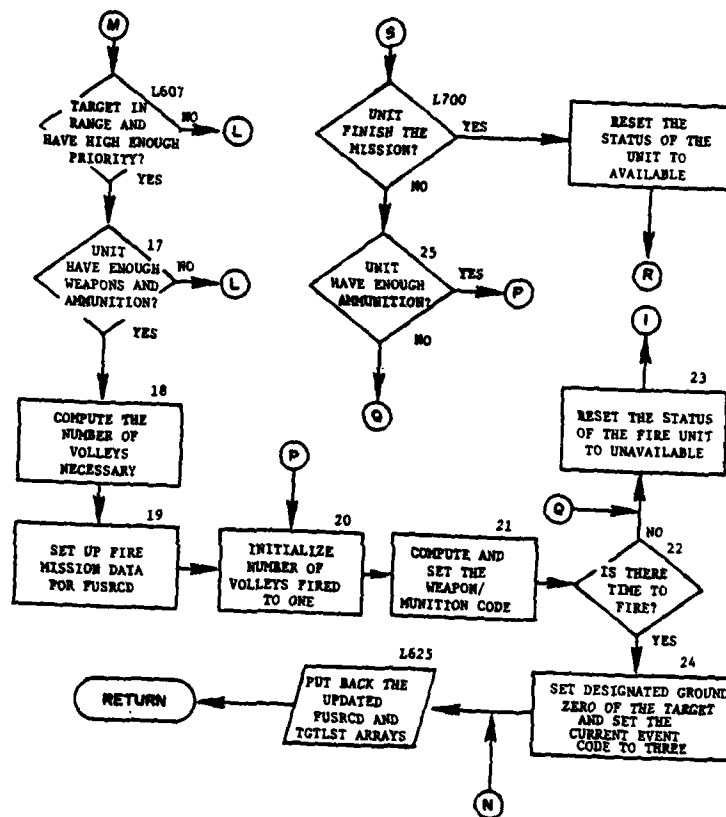 M
L607
TARGET IN
RANGE AND
HAVE HIGH ENOUGH
PRIORITY?
NO
L
YES
17
UNIT
HAVE ENOUGH
WEAPONS AND
AMMUNITION?
NO
L
YES
18
COMPUTE THE
NUMBER OF
VOLLEYS
NECESSARY
19
SET UP FIRE
MISSION DATA
FOR FUSRCD
S
L700
UNIT
FINISH THE
MISSION?
YES
RESET THE
STATUS OF THE
UNIT TO
AVAILABLE
R
NO
25
UNIT
HAVE ENOUGH
AMMUNITION?
YES
P
NO
Q
I
23
RESET THE STATUS
OF THE FIRE UNIT
TO UNAVAILABLE
P
20
INITIALIZE
NUMBER OF
VOLLEYS FIRED
TO ONE
21
COMPUTE AND
SET THE
WEAPON/
MUNITION CODE
Q
NO
22
IS THERE
TIME TO
FIRE?
YES
24
SET DESIGNATED GROUND
ZERO OF THE TARGET
AND SET THE
CURRENT EVENT
CODE TO THREE
L625
PUT BACK THE
UPDATED
FUSRCD AND
TGTLST ARRAYS
RETURN
N